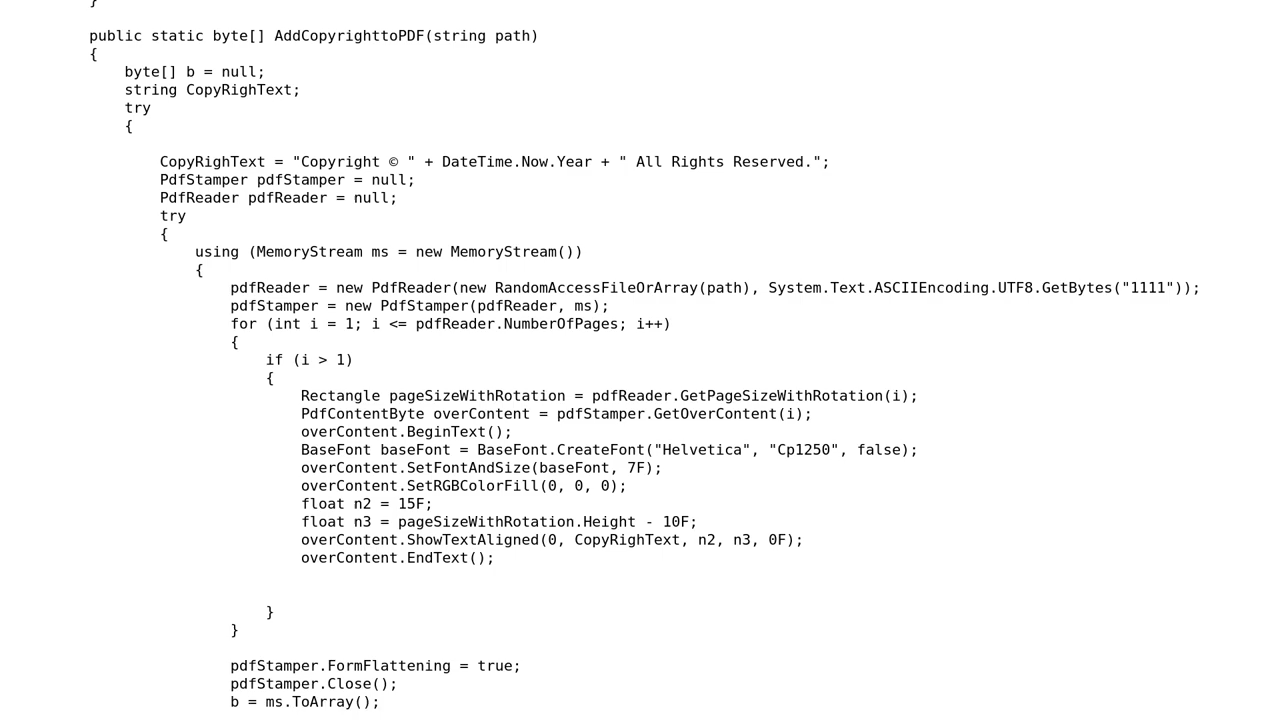 }
public static byte[] AddCopyrighttoPDF(string path)
{
byte[] b = null;
string CopyRighText;
try
{
CopyRighText = "Copyright © " + DateTime.Now.Year + " All Rights Reserved.";
PdfStamper pdfStamper = null;
PdfReader pdfReader = null;
try
{
using (MemoryStream ms = new MemoryStream())
{
pdfReader = new PdfReader(new RandomAccessFileOrArray(path), System.Text.ASCIIEncoding.UTF8.GetBytes("1111"));
pdfStamper = new PdfStamper(pdfReader, ms);
for (int i = 1; i <= pdfReader.NumberOfPages; i++)
{
if (i > 1)
{
Rectangle pageSizeWithRotation = pdfReader.GetPageSizeWithRotation(i);
PdfContentByte overContent = pdfStamper.GetOverContent(i);
overContent.BeginText();
BaseFont baseFont = BaseFont.CreateFont("Helvetica", "Cp1250", false);
overContent.SetFontAndSize(baseFont, 7F);
overContent.SetRGBColorFill(0, 0, 0);
float n2 = 15F;
float n3 = pageSizeWithRotation.Height - 10F;
overContent.ShowTextAligned(0, CopyRighText, n2, n3, 0F);
overContent.EndText();
}
}
pdfStamper.FormFlattening = true;
pdfStamper.Close();
b = ms.ToArray();